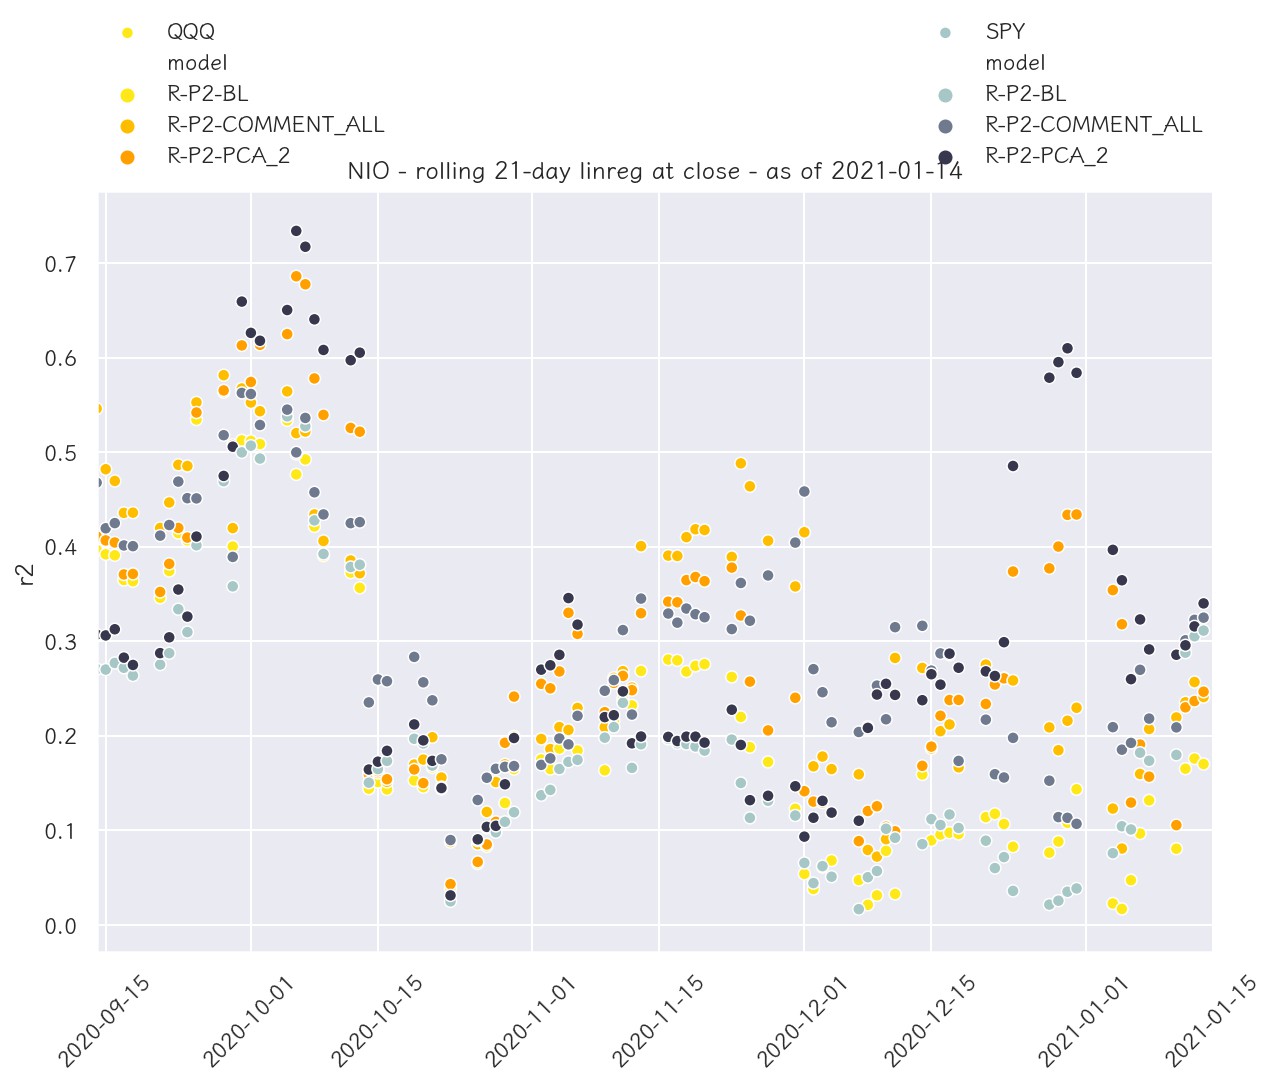 QQQ
model
R-P2-BL
R-P2-COMMENT_ALL
R-P2-PCA_2
SPY
model
R-P2-BL
R-P2-COMMENT_ALL
R-P2-PCA_2
NIO - rolling 21-day linreg at close - as of 2021-01-14
r2
0.7
0.6
0.5
0.4
0.3
0.2
0.1
0.0
2020-09-15
2020-10-01
2020-10-15
2020-11-01
2020-11-15
2020-12-01
2020-12-15
2021-01-01
2021-01-15